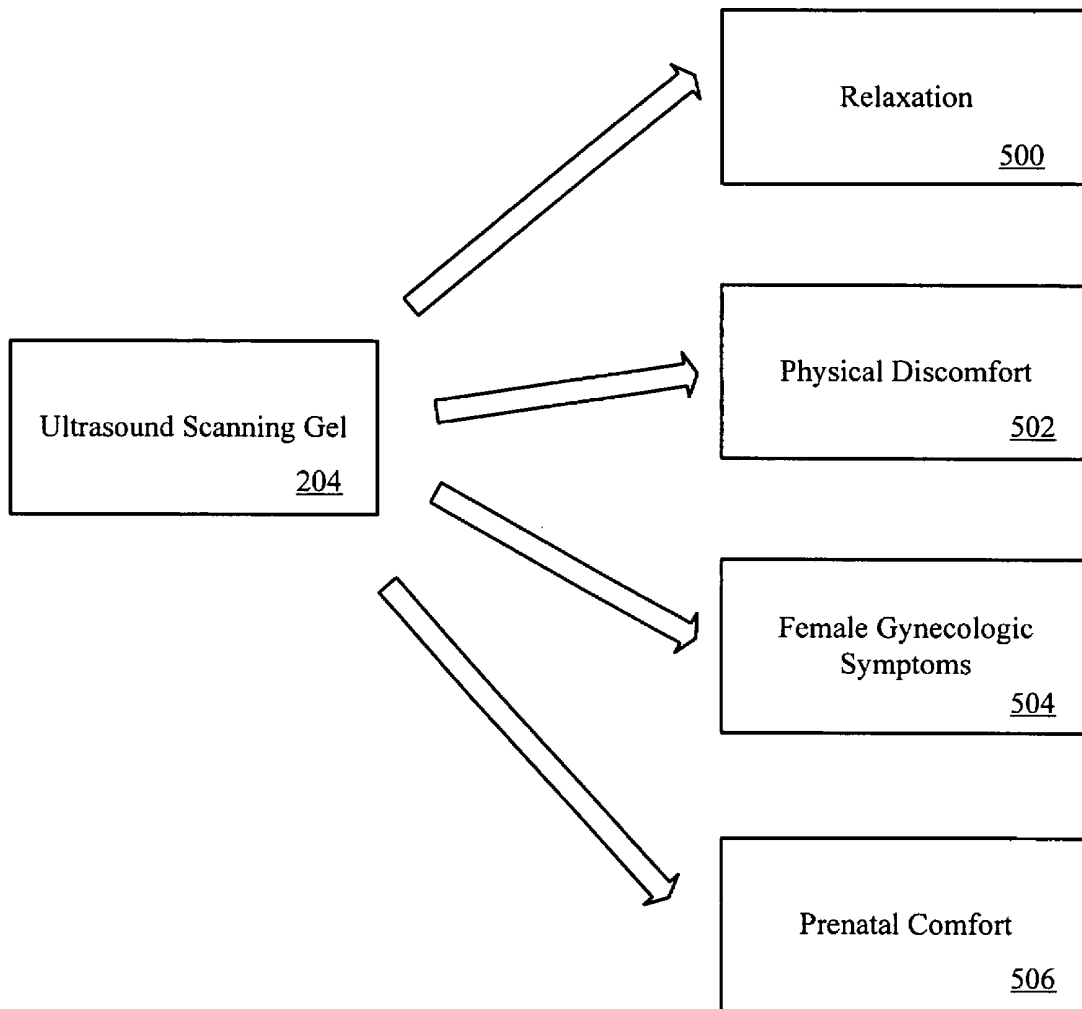 Relaxation
500
Physical Discomfort
502
Ultrasound Scanning Gel
204
Female Gynecologic
Symptoms
504
Prenatal Comfort
506